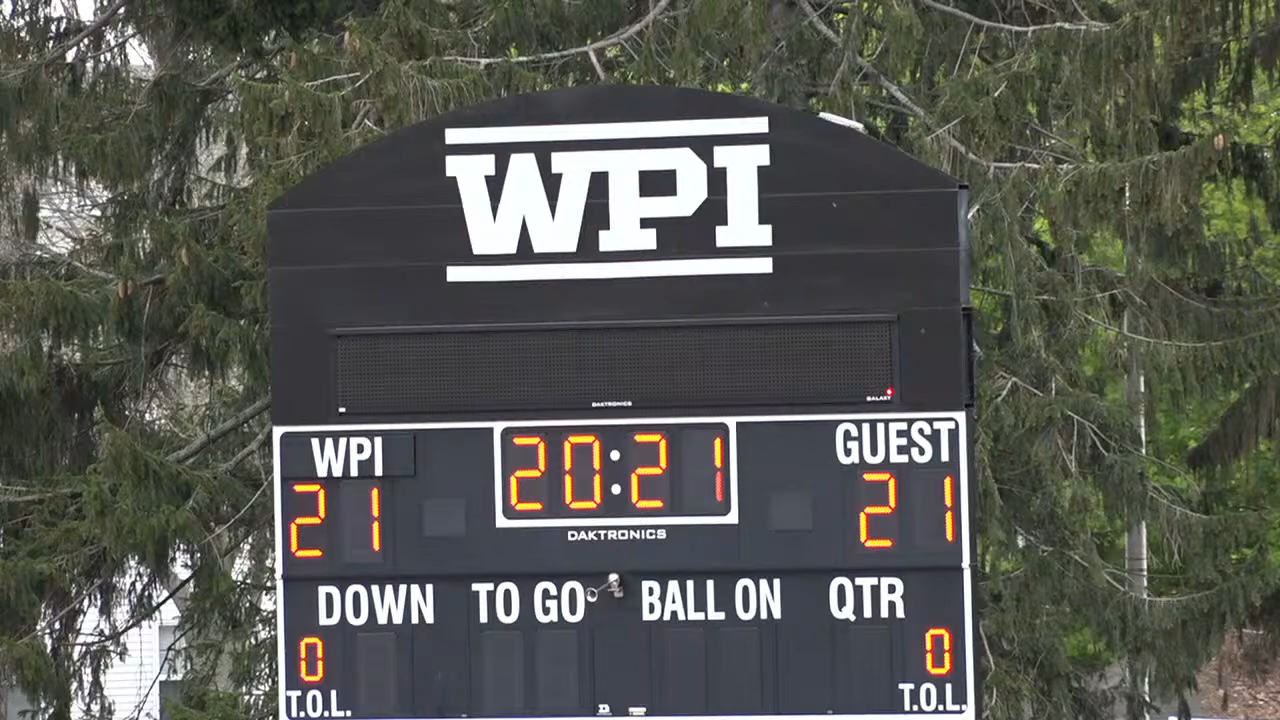 WPI
DAKTRONICS
GALAXY
WPI 20:21 GUEST
21 21
DAKTRONICS
DOWN TO GO BALL ON QTR
0 0
T.O.L. T.O.L.